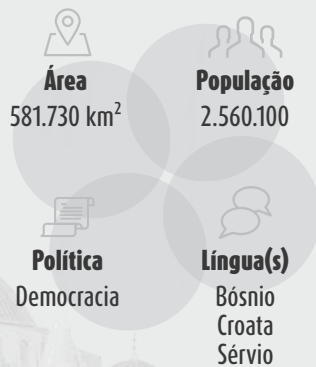 Área
581.730 km²
População
2.560.100
Política
Democracia
Língua(s)
Bósnio
Croata
Sérvio